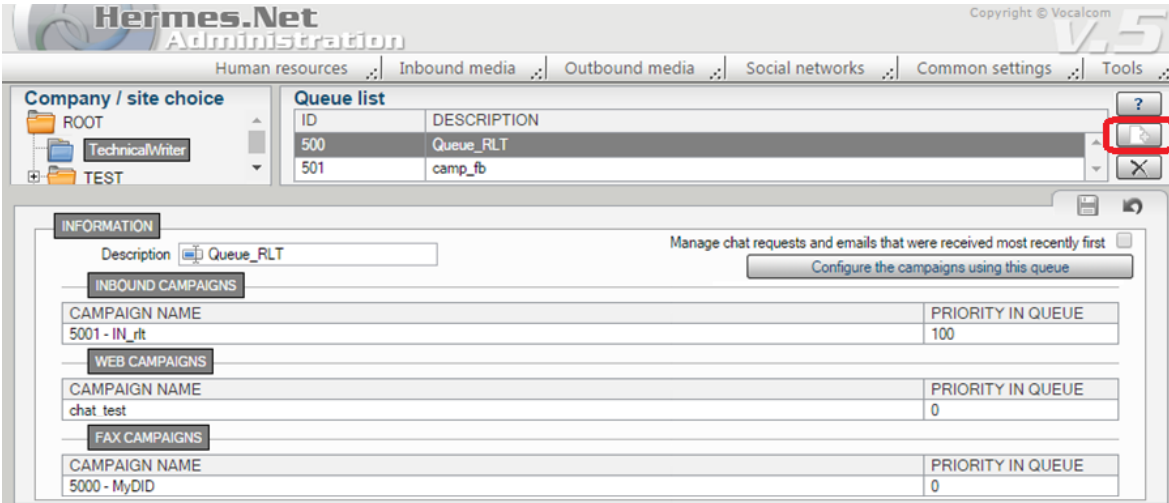 Hermes.Net
Administration
Copyright © Vocalcom
V.5
Human resources Inbound media Outbound media Social networks Common settings Tools
Company / site choice
ROOT
TechnicalWriter
TEST
Queue list
ID DESCRIPTION
500 Queue_RLT
501 camp_fb
?
INFORMATION
Description Queue_RLT
Manage chat requests and emails that were received most recently first
Configure the campaigns using this queue
INBOUND CAMPAIGNS
CAMPAIGN NAME PRIORITY IN QUEUE
5001 - IN_rlt 100
WEB CAMPAIGNS
CAMPAIGN NAME PRIORITY IN QUEUE
chat_test 0
FAX CAMPAIGNS
CAMPAIGN NAME PRIORITY IN QUEUE
5000 - MyDID 0